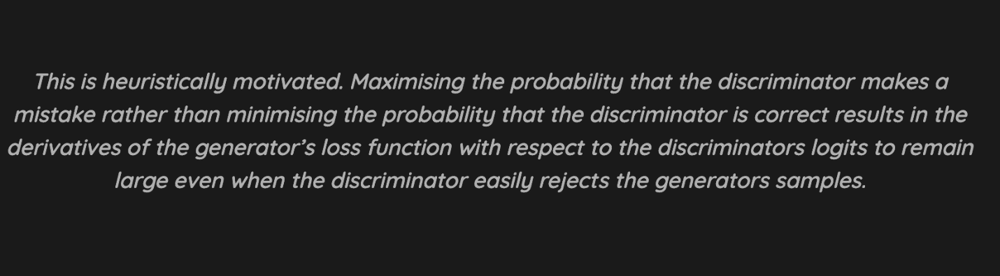 This is heuristically motivated. Maximising the probability that the discriminator makes a
mistake rather than minimising the probability that the discriminator is correct results in the
derivatives of the generator’s loss function with respect to the discriminators logits to remain
large even when the discriminator easily rejects the generators samples.